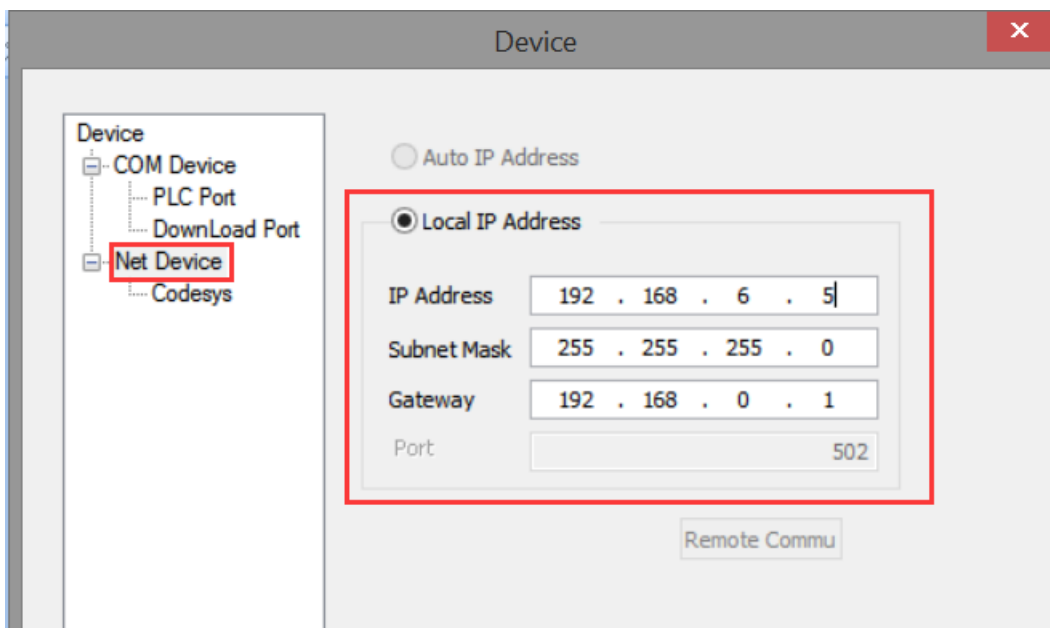 Device
Device
COM Device
PLC Port
DownLoad Port
Net Device
Codesys
Auto IP Address
Local IP Address
IP Address 192 . 168 . 6 . 5
Subnet Mask 255 . 255 . 255 . 0
Gateway 192 . 168 . 0 . 1
Port 502
Remote Commu